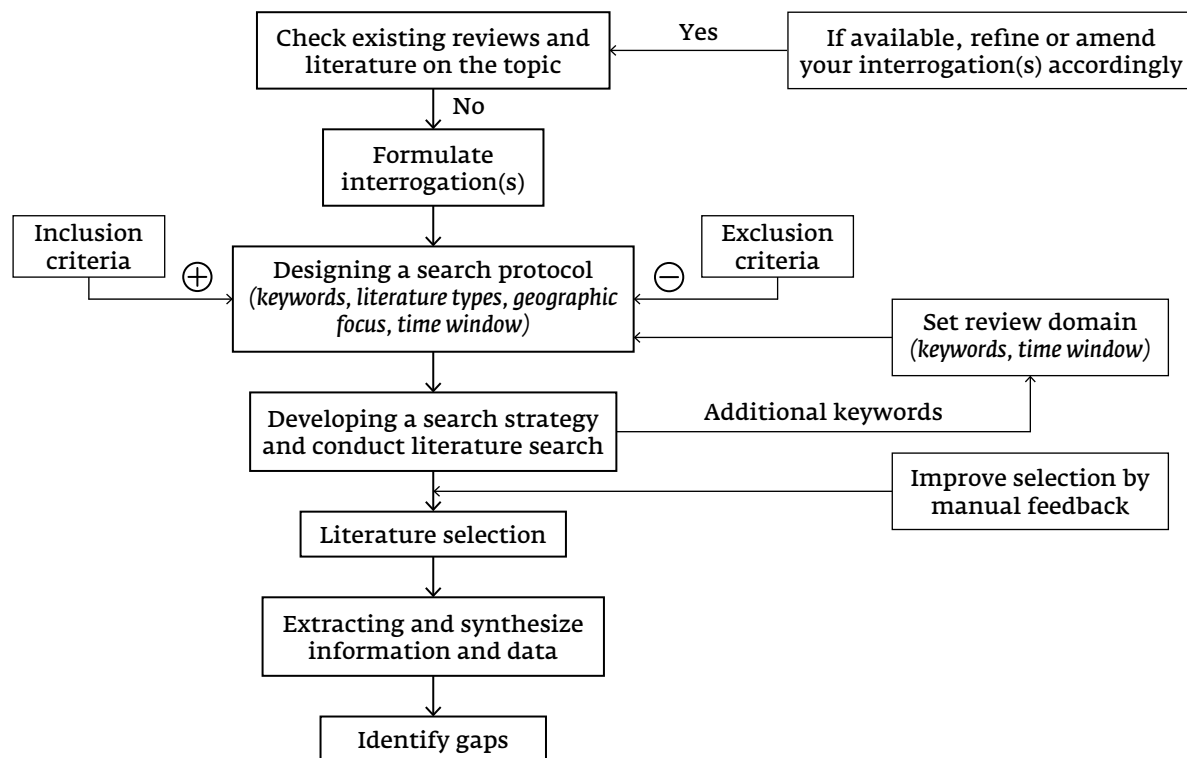 Check existing reviews and
literature on the topic
Yes
If available, refine or amend
your interrogation(s) accordingly
No
Formulate
interrogation(s)
Inclusion
criteria
+
Designing a search protocol
(keywords, literature types, geographic
focus, time window)
−
Exclusion
criteria
Set review domain
(keywords, time window)
Developing a search strategy
and conduct literature search
Additional keywords
Improve selection by
manual feedback
Literature selection
Extracting and synthesize
information and data
Identify gaps